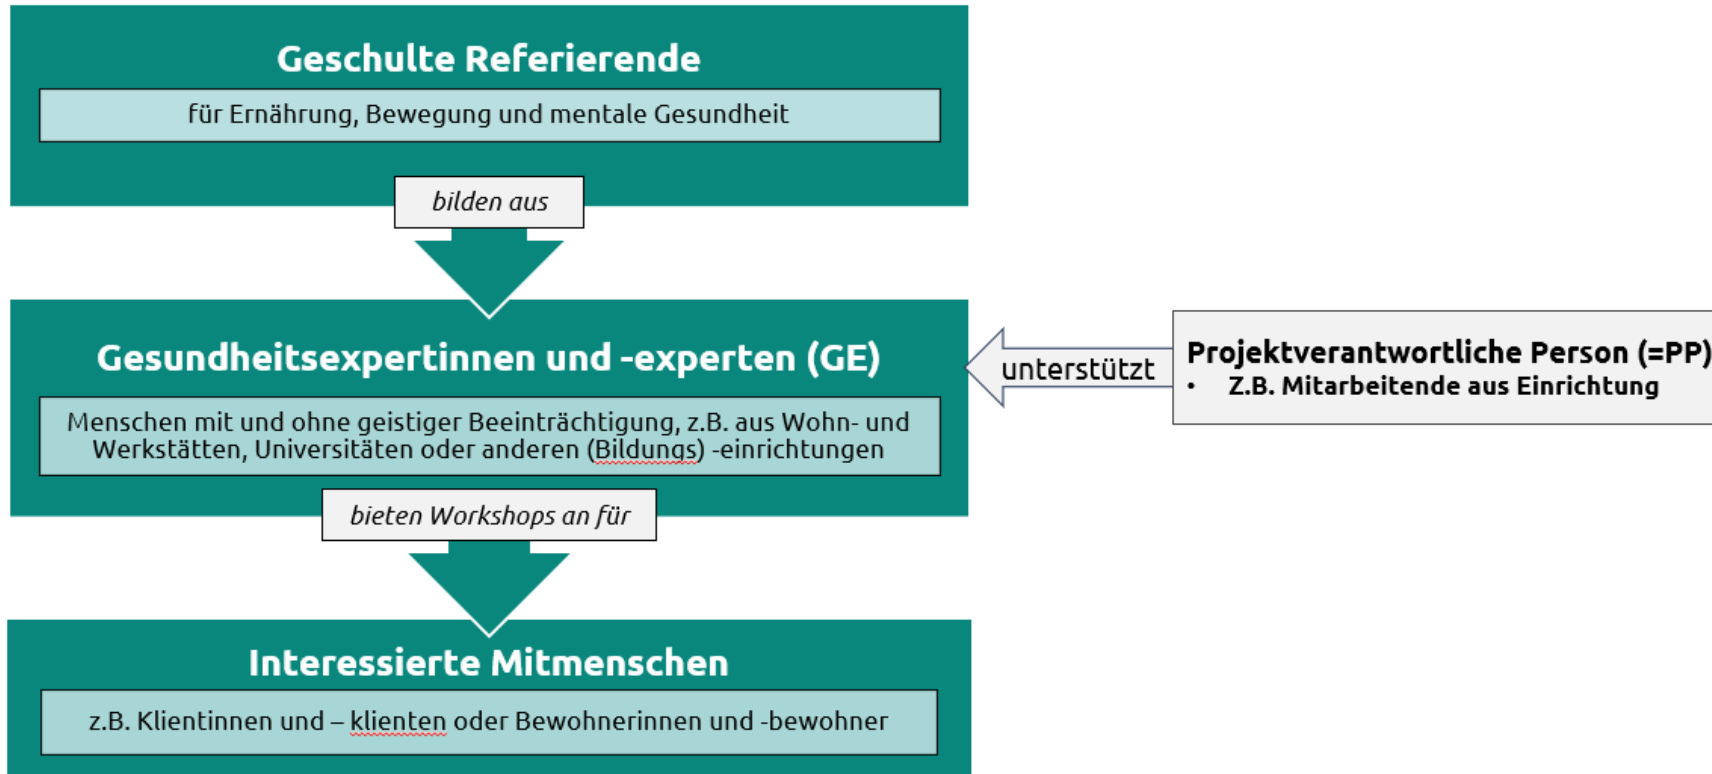 Geschulte Referierende
für Ernährung, Bewegung und mentale Gesundheit
bilden aus
Gesundheitsexpertinnen und -experten (GE)
Menschen mit und ohne geistiger Beeinträchtigung, z.B. aus Wohn- und
Werkstätten, Universitäten oder anderen (Bildungs) -einrichtungen
unterstützt
Projektverantwortliche Person (=PP)
• Z.B. Mitarbeitende aus Einrichtung
bieten Workshops an für
Interessierte Mitmenschen
z.B. Klientinnen und – klienten oder Bewohnerinnen und -bewohner